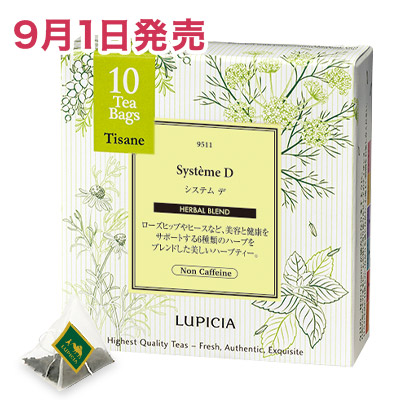 9月1日発売
10
Tea
Bags
Tisane
9511
Système D
システム デ
HERBAL BLEND
ローズヒップやヒースなど、美容と健康を
サポートする6種類のハーブを
ブレンドした美しいハーブティー。
Non Caffeine
LUPICIA
Highest Quality Teas – Fresh, Authentic, Exquisite
LUPICIA